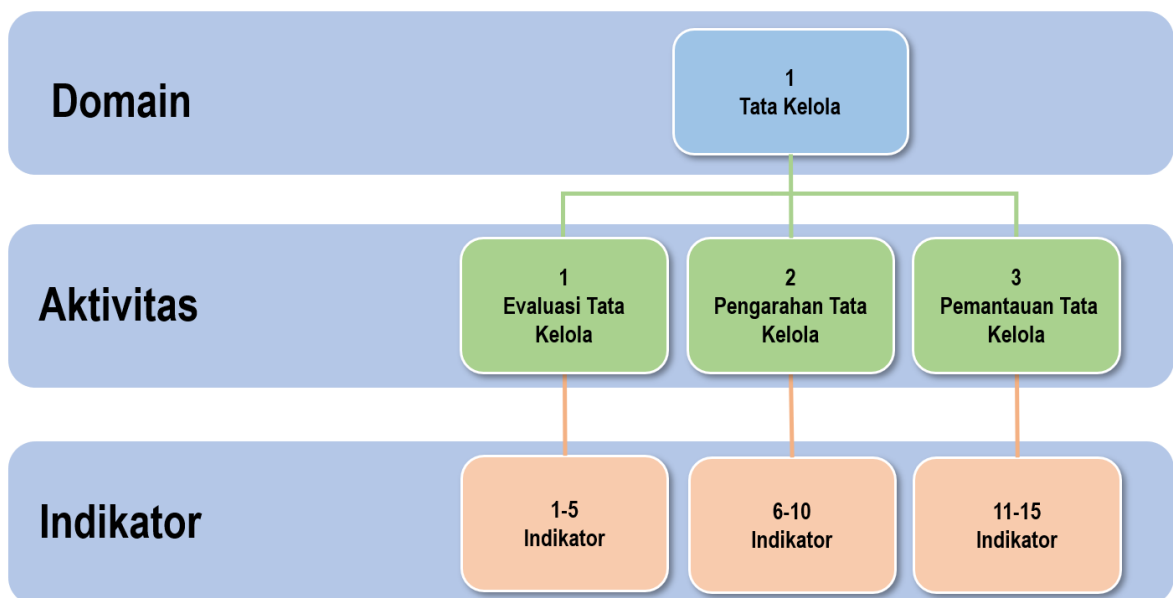 Domain
1
Tata Kelola
Aktivitas
1
Evaluasi Tata
Kelola
2
Pengarahan Tata
Kelola
3
Pemantauan Tata
Kelola
Indikator
1-5
Indikator
6-10
Indikator
11-15
Indikator